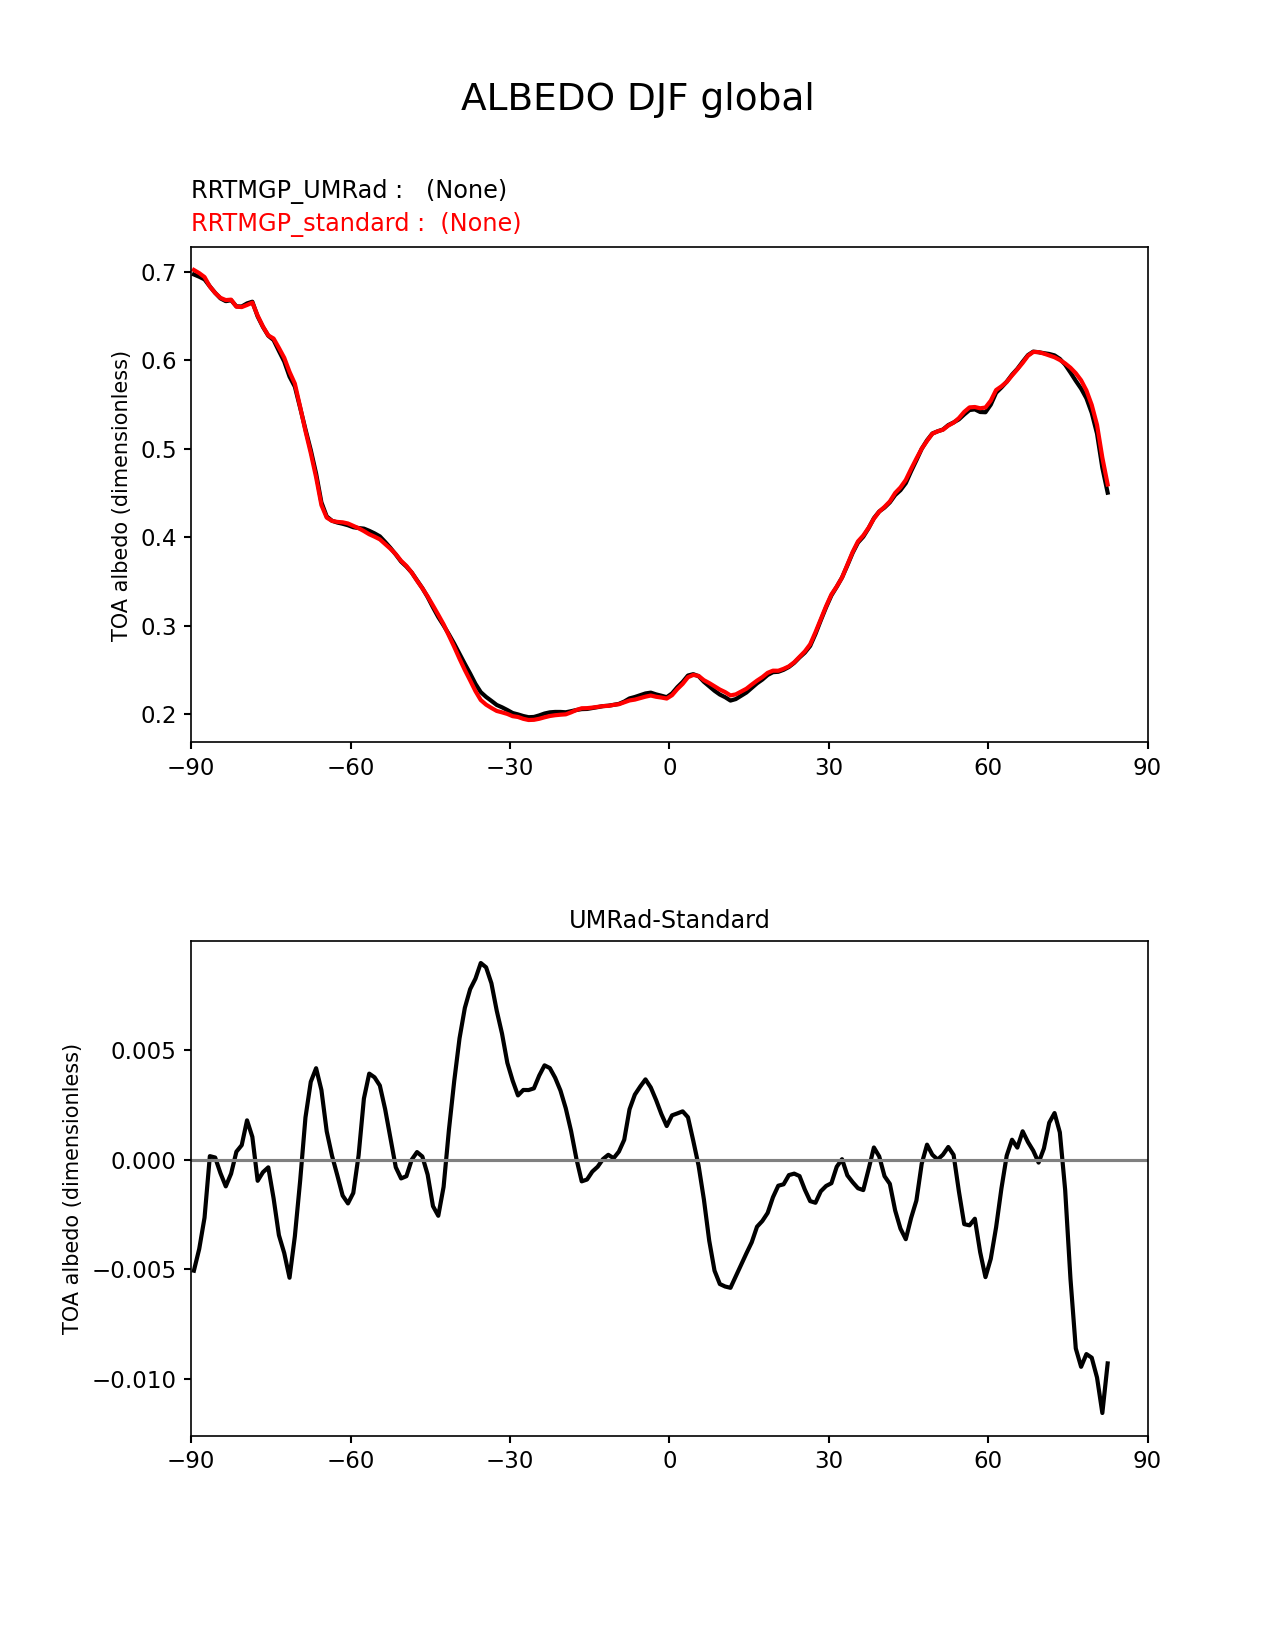 ALBEDO DJF global
RRTMGP_UMRad :   (None)
RRTMGP_standard :  (None)
TOA albedo (dimensionless)
0.7
0.6
0.5
0.4
0.3
0.2
−90 −60 −30 0 30 60 90
UMRad-Standard
TOA albedo (dimensionless)
0.005
0.000
−0.005
−0.010
−90 −60 −30 0 30 60 90